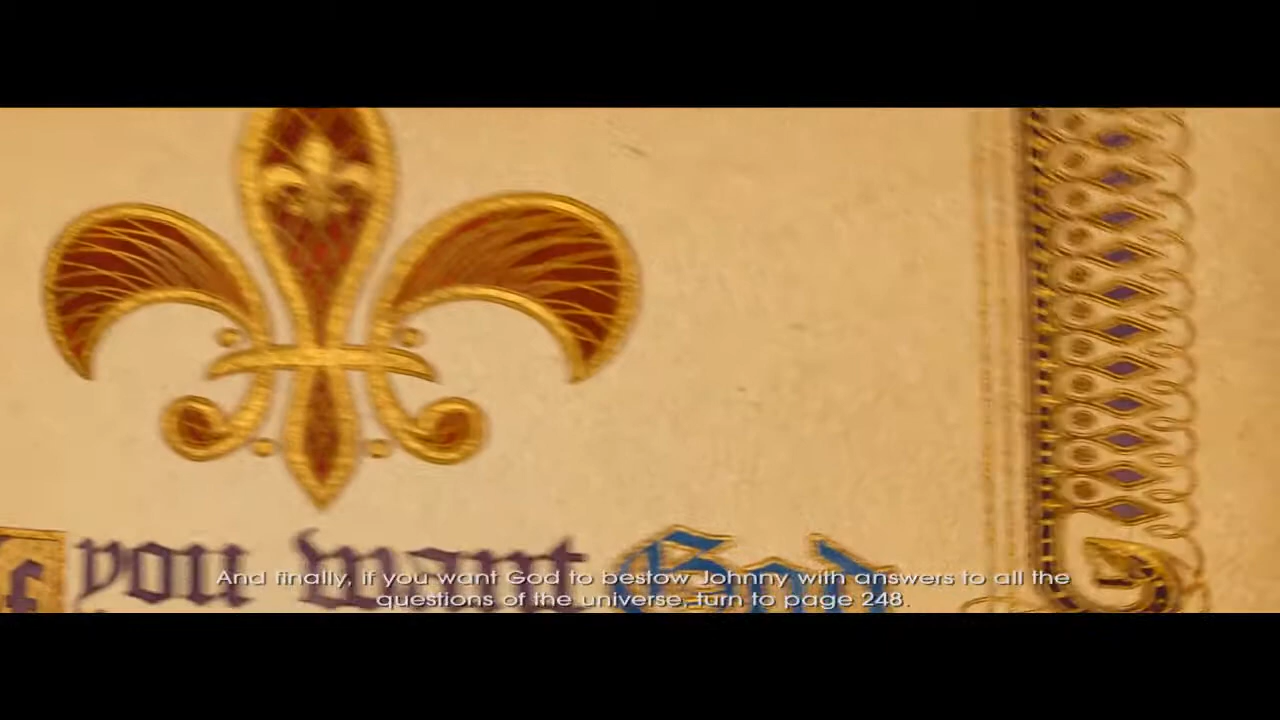 f you want God
And finally, if you want God to bestow Johnny with answers to all the
questions of the universe, turn to page 248.